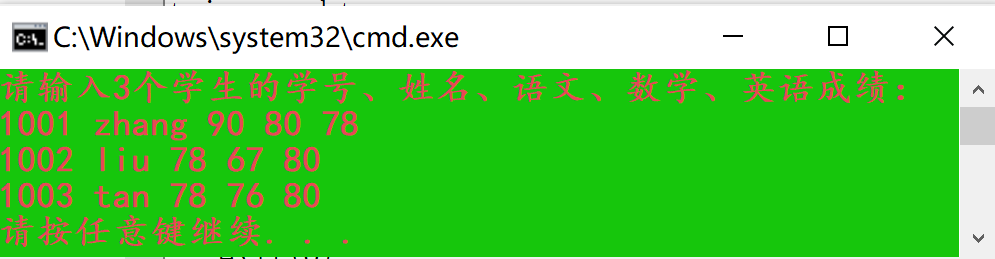 C:\Windows\system32\cmd.exe
请输入3个学生的学号、姓名、语文、数学、英语成绩：
1001 zhang 90 80 78
1002 liu 78 67 80
1003 tan 78 76 80
请按任意键继续. . .